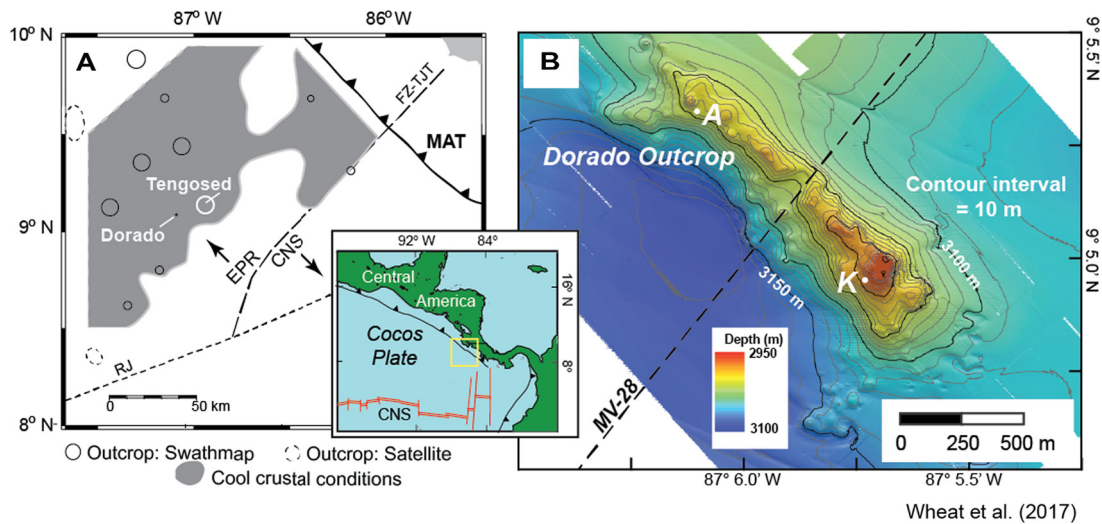 87° W
86° W
10° N
A
FZ-TJT
MAT
Tengosed
Dorado
9° N
EPR
CNS
RJ
0
50 km
8° N
92° W
84°
Central
America
16° N
Cocos
Plate
8°
CNS
Outcrop: Swathmap
Outcrop: Satellite
Cool crustal conditions
B
9° 5.5'N
A
Dorado Outcrop
Contour interval
= 10 m
3100 m
9° 5.0'N
K
3150 m
Depth (m)
2950
3100
MV-28
0
250
500 m
87° 6.0' W
87° 5.5' W
Wheat et al. (2017)